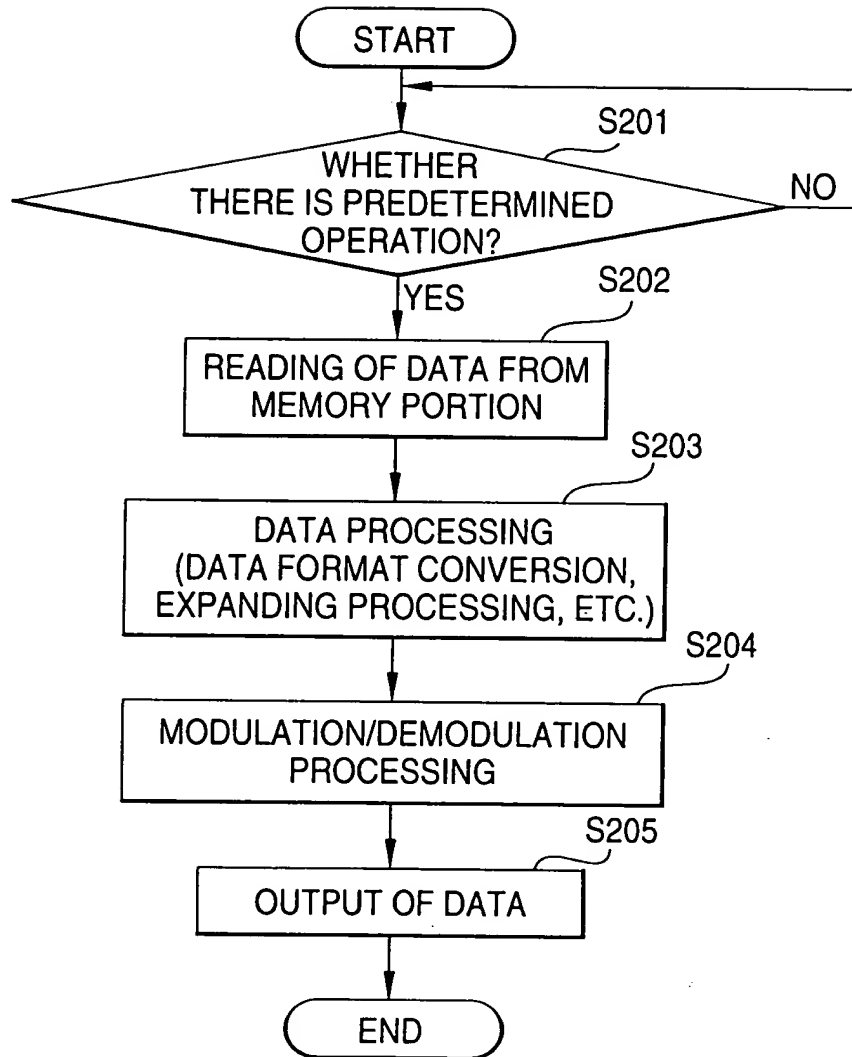 START
S201
WHETHER
THERE IS PREDETERMINED
OPERATION?
NO
YES
S202
READING OF DATA FROM
MEMORY PORTION
S203
DATA PROCESSING
(DATA FORMAT CONVERSION,
EXPANDING PROCESSING, ETC.)
S204
MODULATION/DEMODULATION
PROCESSING
S205
OUTPUT OF DATA
END